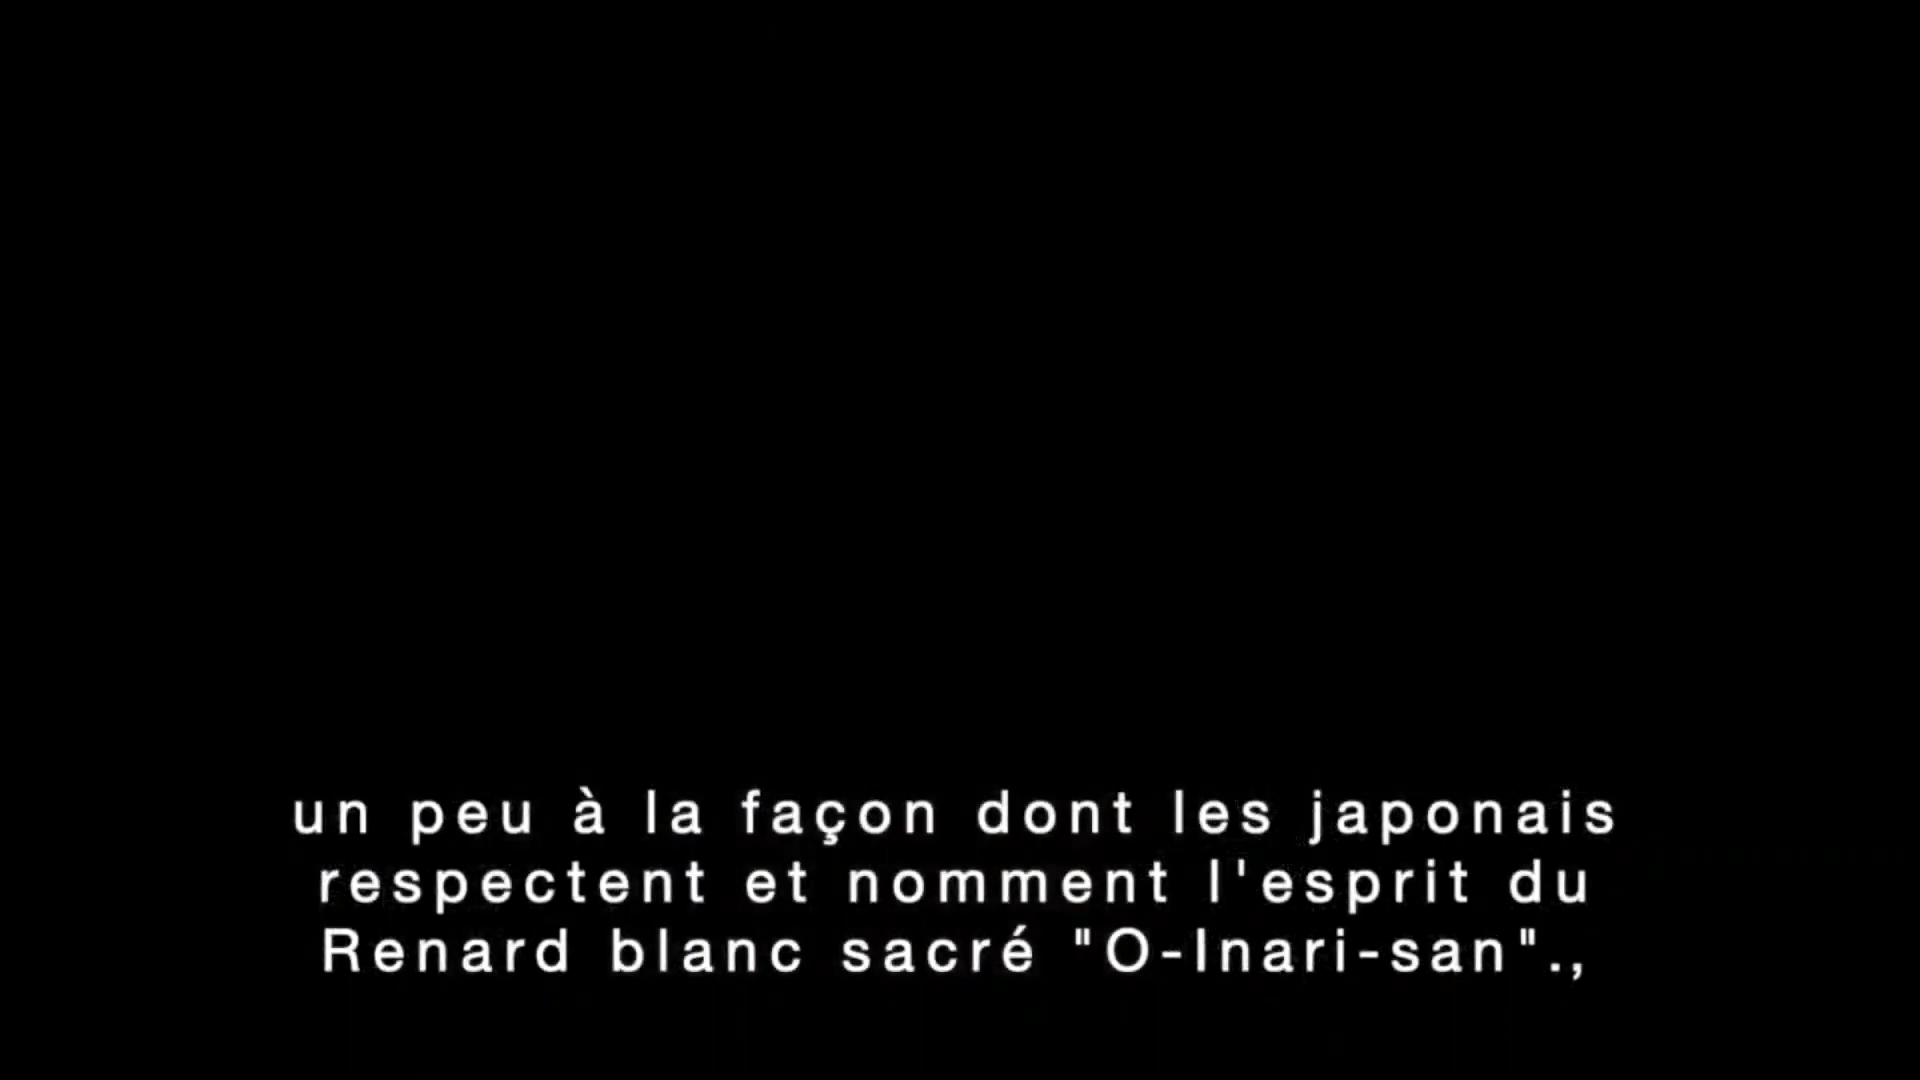 un peu à la façon dont les japonais
respectent et nomment l'esprit du
Renard blanc sacré "O-Inari-san".,